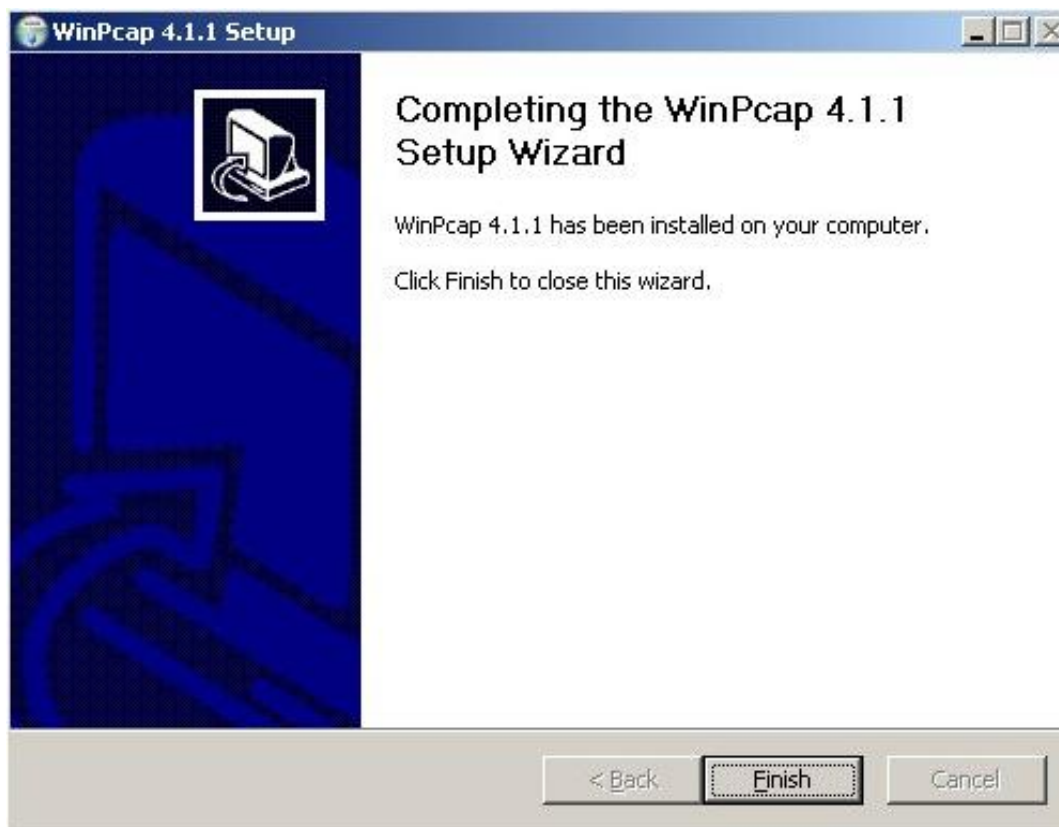 WinPcap 4.1.1 Setup
Completing the WinPcap 4.1.1
Setup Wizard
WinPcap 4.1.1 has been installed on your computer.
Click Finish to close this wizard.
< Back
Finish
Cancel